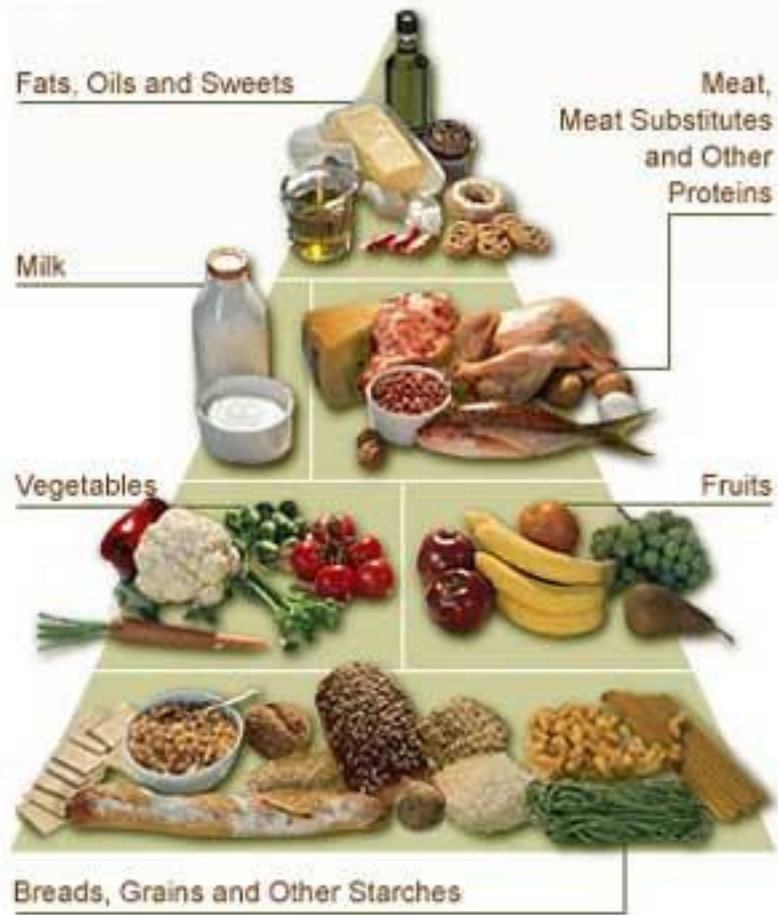 Fats, Oils and Sweets
Meat,
Meat Substitutes
and Other
Proteins
Milk
Vegetables
Fruits
Breads, Grains and Other Starches